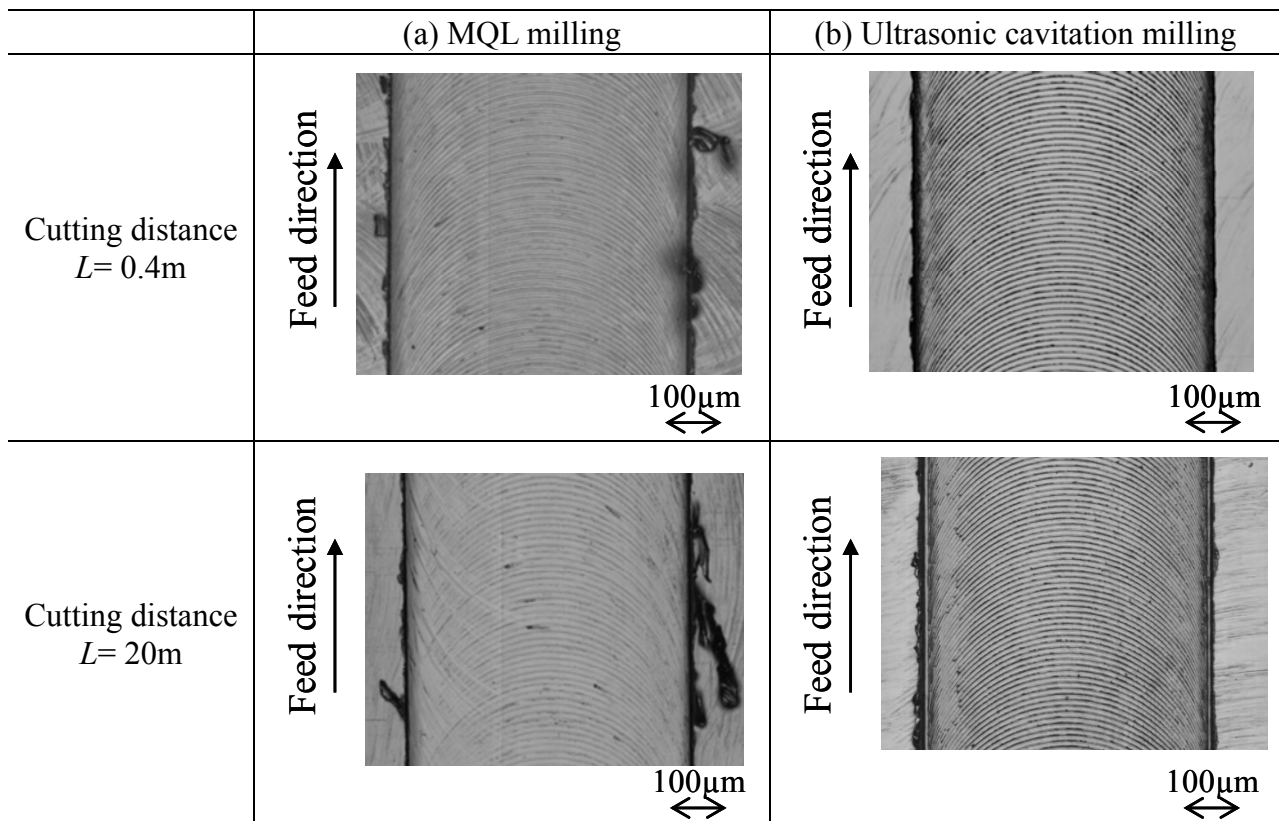 (a) MQL milling
(b) Ultrasonic cavitation milling
Cutting distance
L= 0.4m
Feed direction
100µm
Feed direction
100µm
Cutting distance
L= 20m
Feed direction
100µm
Feed direction
100µm